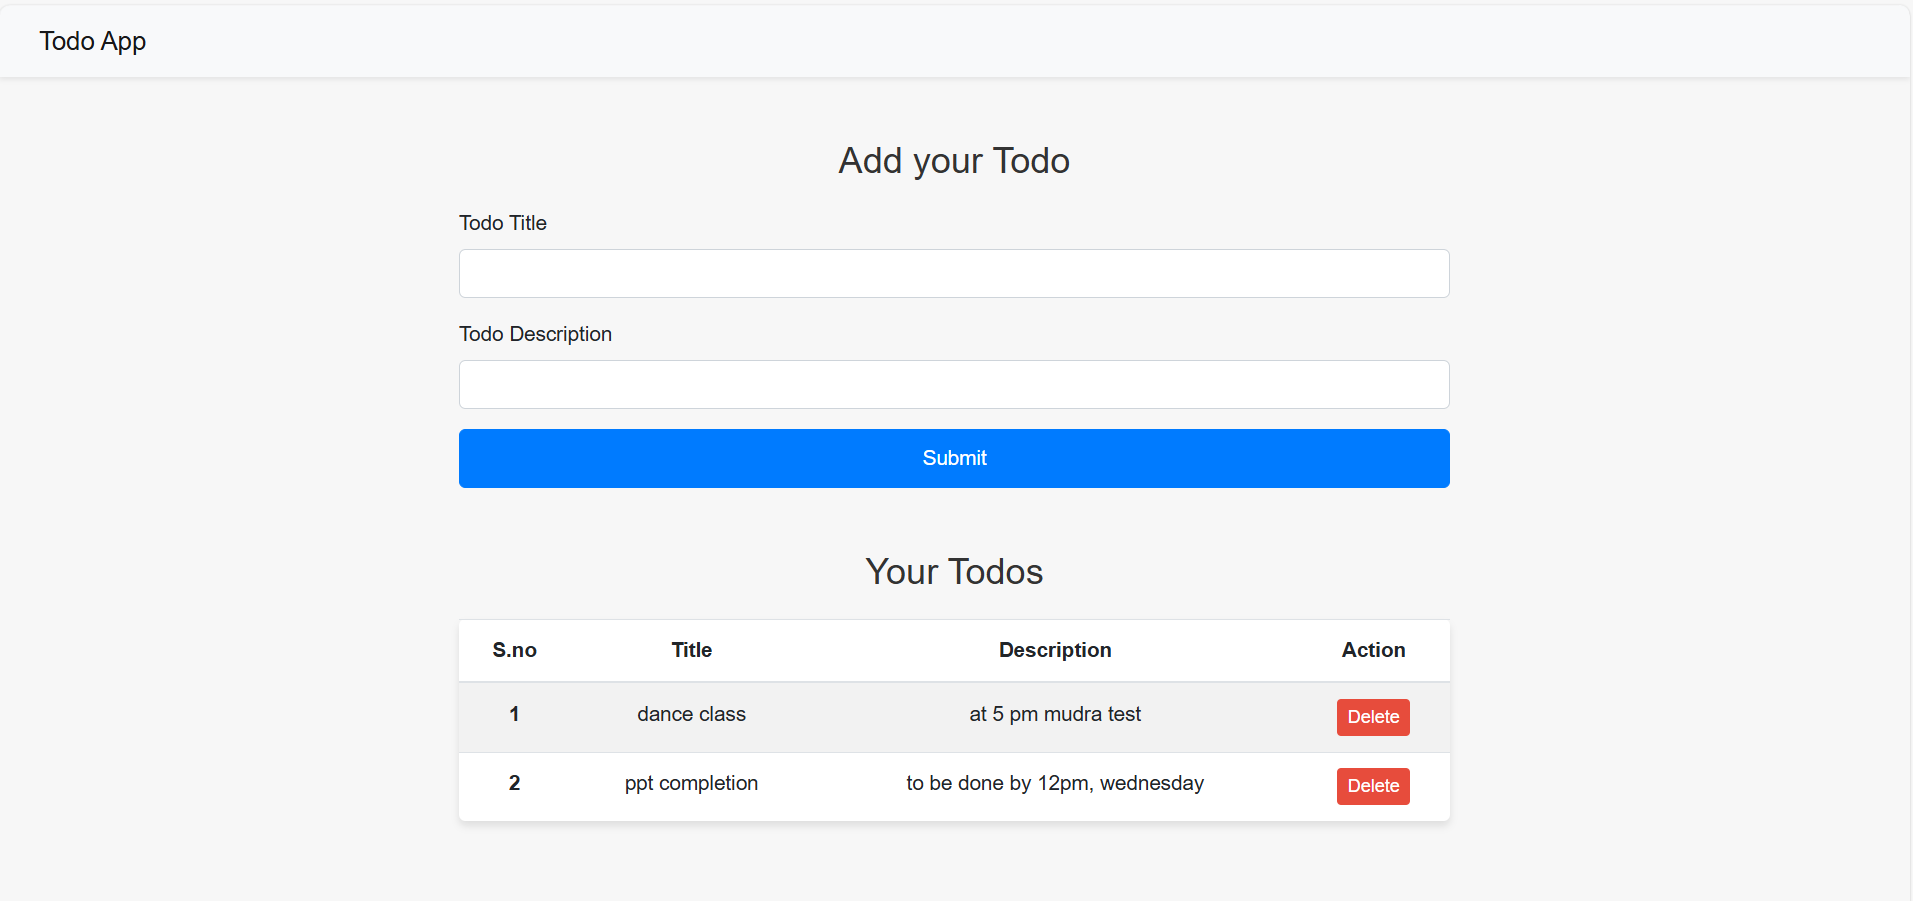 Todo App
Add your Todo
Todo Title
Todo Description
Submit
Your Todos
S.no Title Description Action
1 dance class at 5 pm mudra test Delete
2 ppt completion to be done by 12pm, wednesday Delete